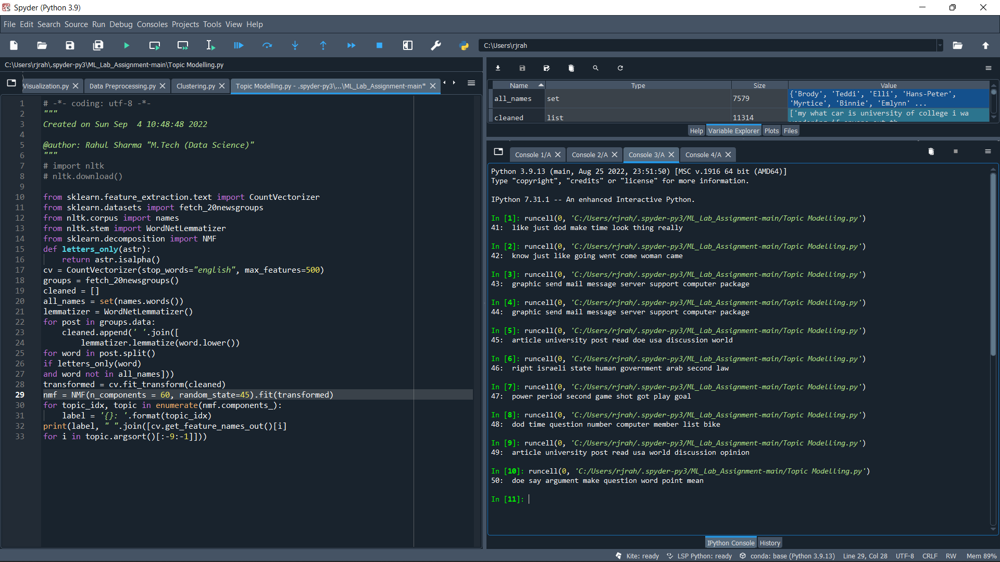 Spyder (Python 3.9)
File Edit Search Source Run Debug Consoles Projects Tools View Help
C:\Users\rjrah
C:\Users\rjrah\.spyder-py3\ML_Lab_Assignment-main\Topic Modelling.py
Visualization.py Data Preprocessing.py Clustering.py Topic Modelling.py - .spyder-py3\...\ML_Lab_Assignment-main*
1 # -*- coding: utf-8 -*-
2 """
3 Created on Sun Sep  4 10:48:48 2022
4
5 @author: Rahul Sharma "M.Tech (Data Science)"
6 """
7 # import nltk
8 # nltk.download()
9
10 from sklearn.feature_extraction.text import CountVectorizer
11 from sklearn.datasets import fetch_20newsgroups
12 from nltk.corpus import names
13 from nltk.stem import WordNetLemmatizer
14 from sklearn.decomposition import NMF
15 def letters_only(astr):
16     return astr.isalpha()
17 cv = CountVectorizer(stop_words="english", max_features=500)
18 groups = fetch_20newsgroups()
19 cleaned = []
20 all_names = set(names.words())
21 lemmatizer = WordNetLemmatizer()
22 for post in groups.data:
23     cleaned.append(' '.join([
24         lemmatizer.lemmatize(word.lower())
25 for word in post.split()
26 if letters_only(word)
27 and word not in all_names]))
28 transformed = cv.fit_transform(cleaned)
29 nmf = NMF(n_components = 60, random_state=45).fit(transformed)
30 for topic_idx, topic in enumerate(nmf.components_):
31     label = '{}: '.format(topic_idx)
32 print(label, " ".join([cv.get_feature_names_out()[i]
33 for i in topic.argsort()[:-9:-1]]))
Name Type Size Value
all_names set 7579 {'Brody', 'Teddi', 'Elli', 'Hans-Peter',
'Myrtice', 'Binnie', 'Emlynn' ...
cleaned list 11314 ['my what car is university of college i wa
Help Variable Explorer Plots Files
Console 1/A Console 2/A Console 3/A Console 4/A
Python 3.9.13 (main, Aug 25 2022, 23:51:50) [MSC v.1916 64 bit (AMD64)]
Type "copyright", "credits" or "license" for more information.
IPython 7.31.1 -- An enhanced Interactive Python.
In [1]: runcell(0, 'C:/Users/rjrah/.spyder-py3/ML_Lab_Assignment-main/Topic Modelling.py')
41:  like just dod make time look thing really
In [2]: runcell(0, 'C:/Users/rjrah/.spyder-py3/ML_Lab_Assignment-main/Topic Modelling.py')
42:  know just like going went come woman came
In [3]: runcell(0, 'C:/Users/rjrah/.spyder-py3/ML_Lab_Assignment-main/Topic Modelling.py')
43:  graphic send mail message server support computer package
In [4]: runcell(0, 'C:/Users/rjrah/.spyder-py3/ML_Lab_Assignment-main/Topic Modelling.py')
44:  graphic send mail message server support computer package
In [5]: runcell(0, 'C:/Users/rjrah/.spyder-py3/ML_Lab_Assignment-main/Topic Modelling.py')
45:  article university post read doe usa discussion world
In [6]: runcell(0, 'C:/Users/rjrah/.spyder-py3/ML_Lab_Assignment-main/Topic Modelling.py')
46:  right israeli state human government arab second law
In [7]: runcell(0, 'C:/Users/rjrah/.spyder-py3/ML_Lab_Assignment-main/Topic Modelling.py')
47:  power period second game shot got play goal
In [8]: runcell(0, 'C:/Users/rjrah/.spyder-py3/ML_Lab_Assignment-main/Topic Modelling.py')
48:  dod time question number computer member list bike
In [9]: runcell(0, 'C:/Users/rjrah/.spyder-py3/ML_Lab_Assignment-main/Topic Modelling.py')
49:  article university post read usa world discussion opinion
In [10]: runcell(0, 'C:/Users/rjrah/.spyder-py3/ML_Lab_Assignment-main/Topic Modelling.py')
50:  doe say argument make question word point mean
In [11]:
IPython Console History
Kite: ready LSP Python: ready conda: base (Python 3.9.13) Line 29, Col 28 UTF-8 CRLF RW Mem 89%